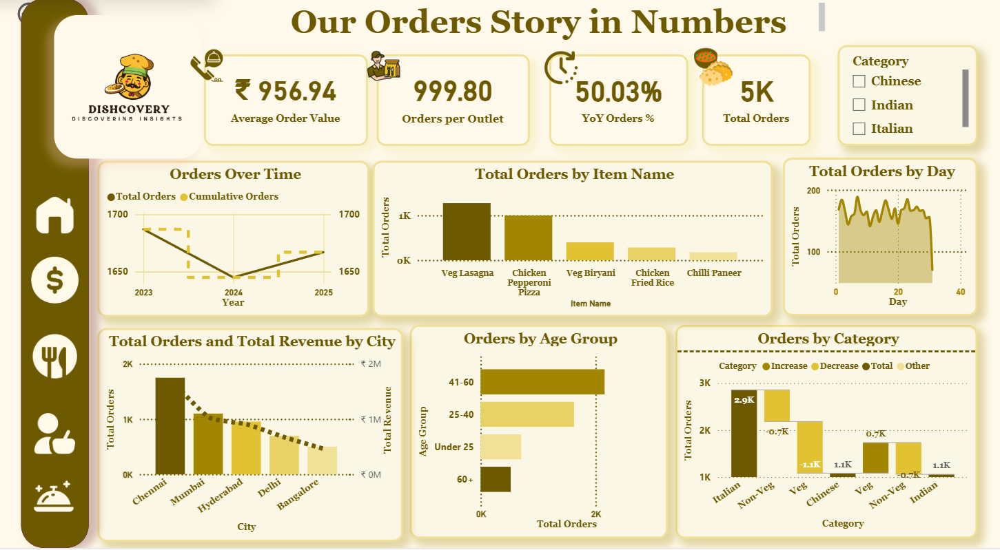 Our Orders Story in Numbers
DISHCOVERY
DISCOVERING INSIGHTS
₹ 956.94
Average Order Value
999.80
Orders per Outlet
50.03%
YoY Orders %
5K
Total Orders
Category
Chinese
Indian
Italian
Orders Over Time
Total Orders Cumulative Orders
1700 1700
1650 1650
2023 2024 2025
Year
Total Orders by Item Name
Total Orders
1K
0K
Veg Lasagna Chicken Pepperoni Pizza Veg Biryani Chicken Fried Rice Chilli Paneer
Item Name
Total Orders by Day
Total Orders
200
100
0 20 40
Day
Total Orders and Total Revenue by City
Total Orders
2K ₹ 2M
1K ₹ 1M
0K ₹ 0M
Total Revenue
Chennai Mumbai Hyderabad Delhi Bangalore
City
Orders by Age Group
Age Group
41-60
25-40
Under 25
60+
0K 2K
Total Orders
Orders by Category
Category Increase Decrease Total Other
Total Orders
3K
2K
1K
2.9K
-0.7K
-1.1K
1.1K
0.7K
-0.7K
1.1K
Italian Non-Veg Veg Chinese Veg Non-Veg Indian
Category